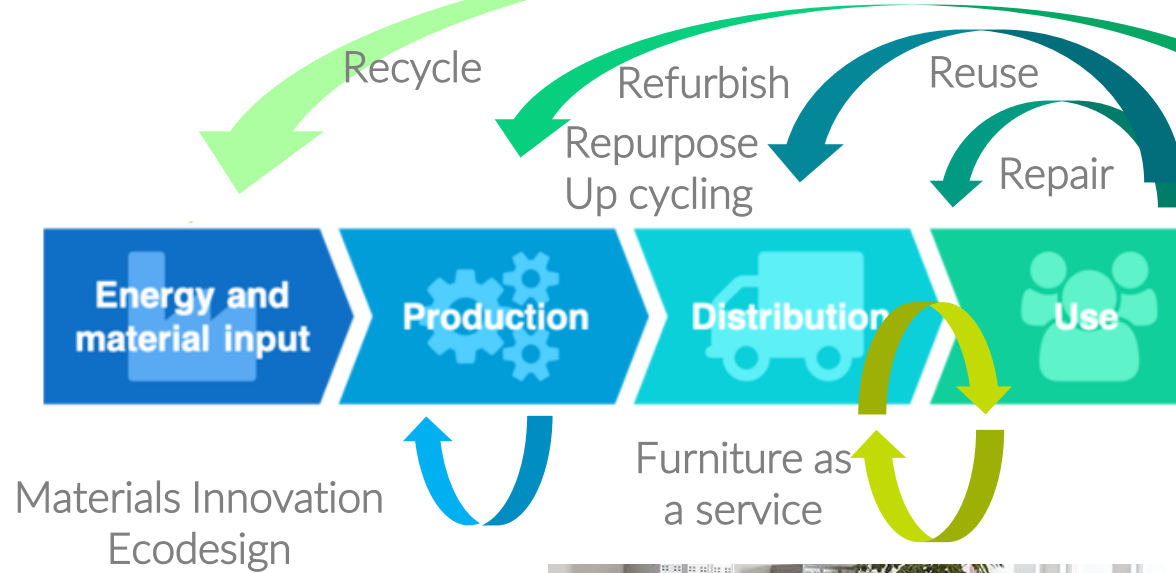 Recycle
Refurbish
Reuse
Repurpose
Up cycling
Repair
Energy and
material input
Production
Distribution
Use
Furniture as
a service
Materials Innovation
Ecodesign